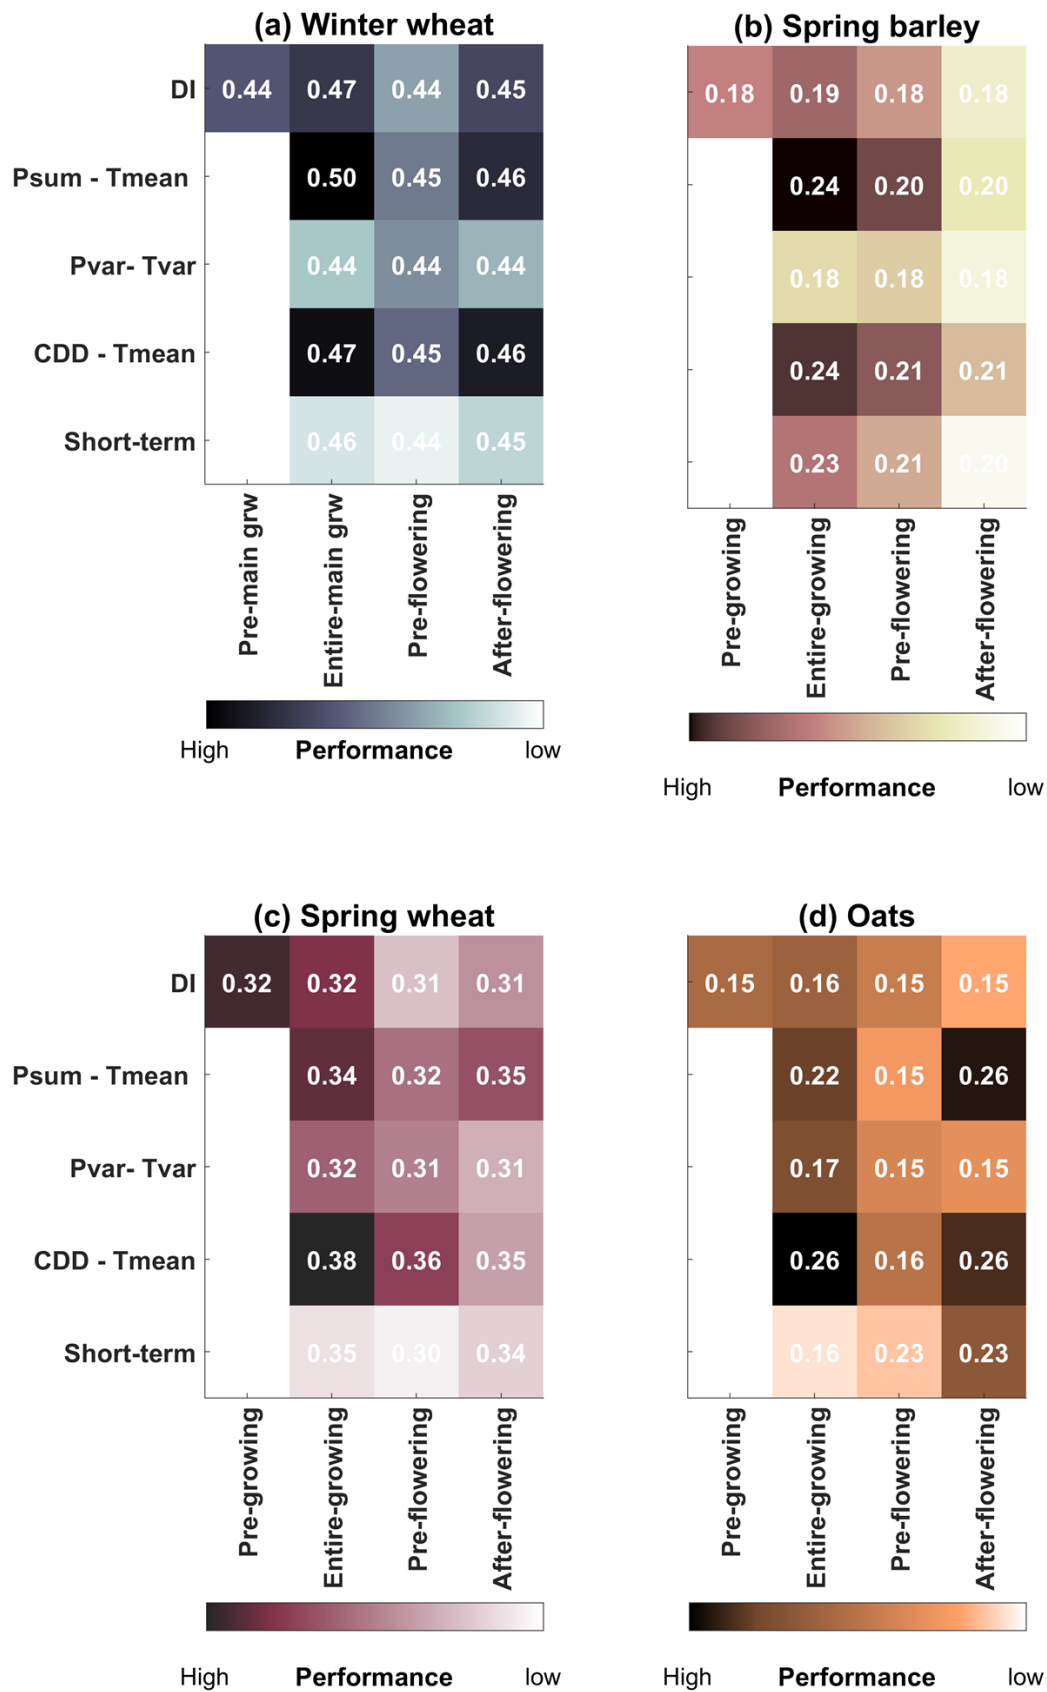 (a) Winter wheat
DI 0.44 0.47 0.44 0.45
Psum - Tmean 0.50 0.45 0.46
Pvar- Tvar 0.44 0.44 0.44
CDD - Tmean 0.47 0.45 0.46
Short-term 0.46 0.44 0.45
Pre-main grw
Entire-main grw
Pre-flowering
After-flowering
High Performance low
(b) Spring barley
0.18 0.19 0.18 0.18
0.24 0.20 0.20
0.18 0.18 0.18
0.24 0.21 0.21
0.23 0.21 0.20
Pre-growing
Entire-growing
Pre-flowering
After-flowering
High Performance low
(c) Spring wheat
DI 0.32 0.32 0.31 0.31
Psum - Tmean 0.34 0.32 0.35
Pvar- Tvar 0.32 0.31 0.31
CDD - Tmean 0.38 0.36 0.35
Short-term 0.35 0.30 0.34
Pre-growing
Entire-growing
Pre-flowering
After-flowering
High Performance low
(d) Oats
0.15 0.16 0.15 0.15
0.22 0.15 0.26
0.17 0.15 0.15
0.26 0.16 0.26
0.16 0.23 0.23
Pre-growing
Entire-growing
Pre-flowering
After-flowering
High Performance low